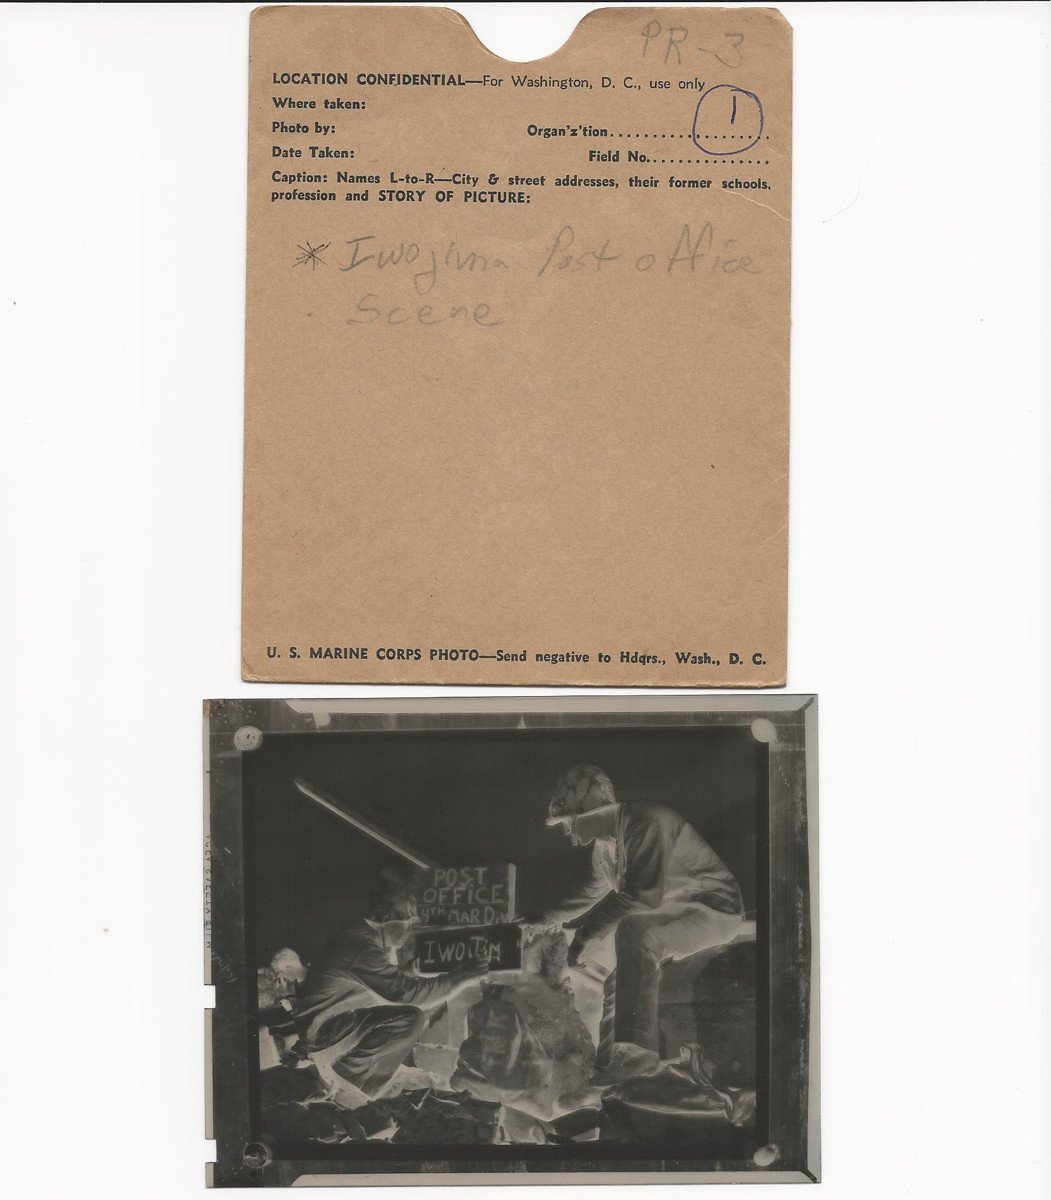 PR-3
LOCATION CONFIDENTIAL—For Washington, D. C., use only
Where taken:
1
Photo by: Organ'z'tion....................
Date Taken: Field No................
Caption: Names L-to-R—City & street addresses, their former schools,
profession and STORY OF PICTURE:
* Iwo jima Post office
Scene
U. S. MARINE CORPS PHOTO—Send negative to Hdqrs., Wash., D. C.
POST
OFFICE
4TH MAR DIV
IWO JIM